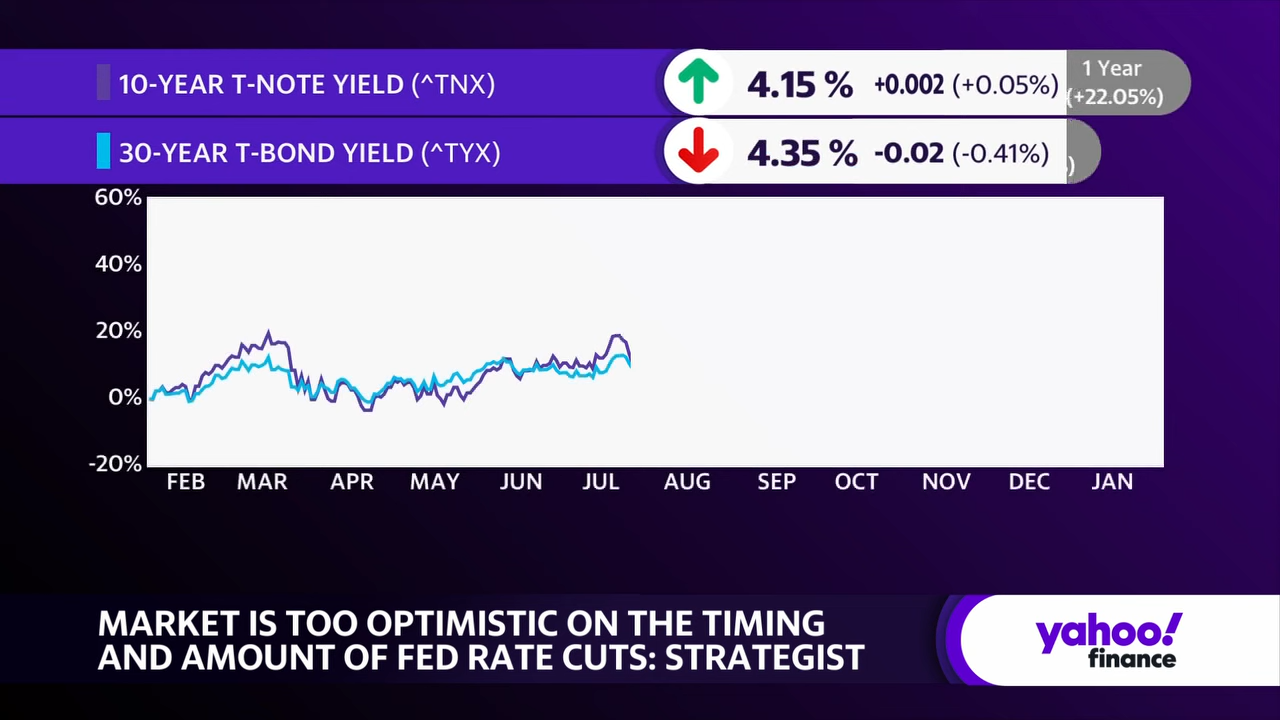 10-YEAR T-NOTE YIELD (^TNX) 4.15 % +0.002 (+0.05%) 1 Year
(+22.05%)
30-YEAR T-BOND YIELD (^TYX) 4.35 % -0.02 (-0.41%)
60%
40%
20%
0%
-20%
FEB MAR APR MAY JUN JUL AUG SEP OCT NOV DEC JAN
MARKET IS TOO OPTIMISTIC ON THE TIMING
AND AMOUNT OF FED RATE CUTS: STRATEGIST
yahoo!
finance